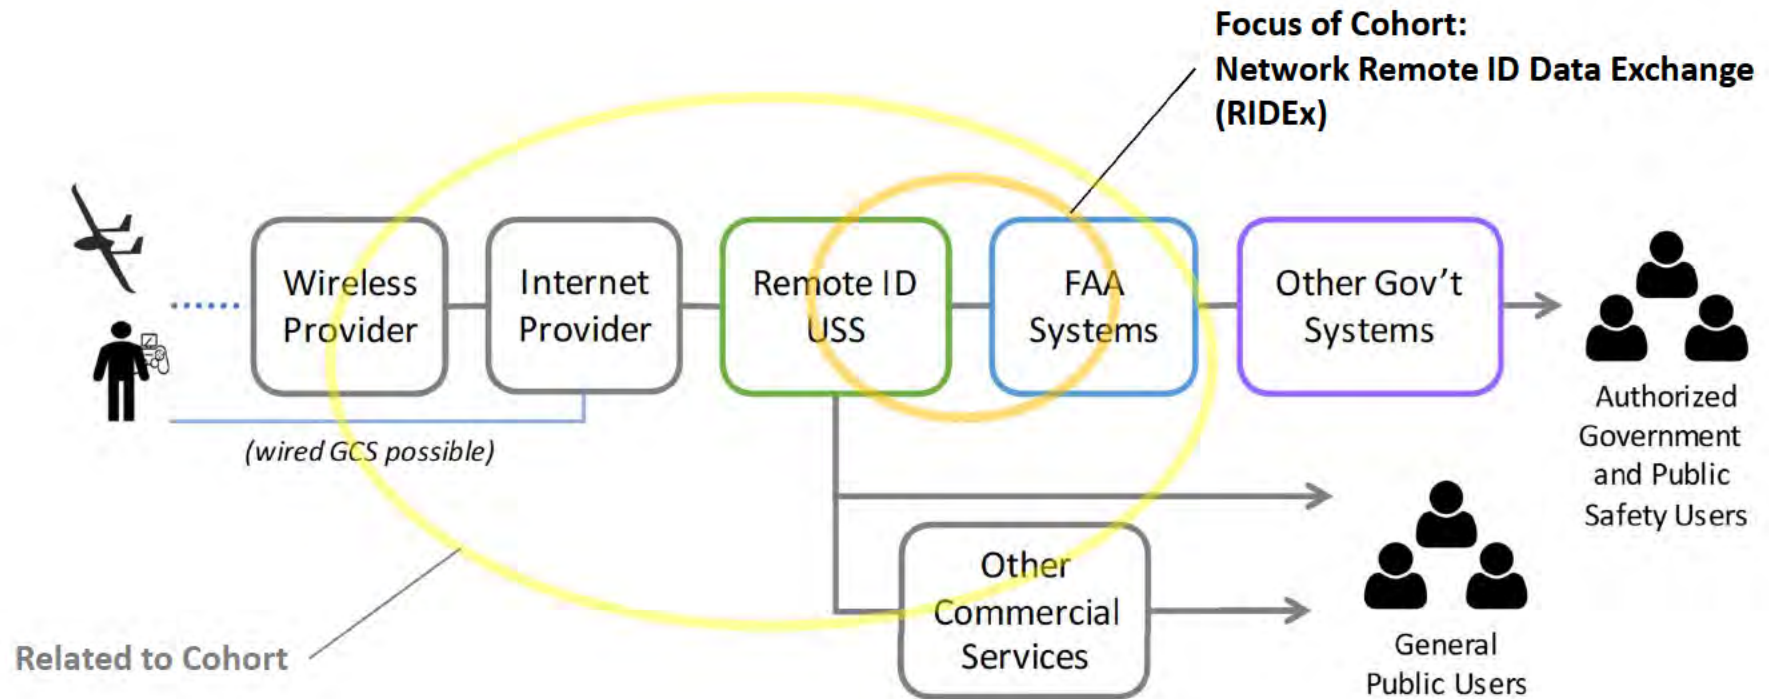 Focus of Cohort:
Network Remote ID Data Exchange
(RIDEx)
Wireless
Provider
Internet
Provider
Remote ID
USS
FAA
Systems
Other Gov’t
Systems
(wired GCS possible)
Authorized
Government
and Public
Safety Users
Other
Commercial
Services
General
Public Users
Related to Cohort